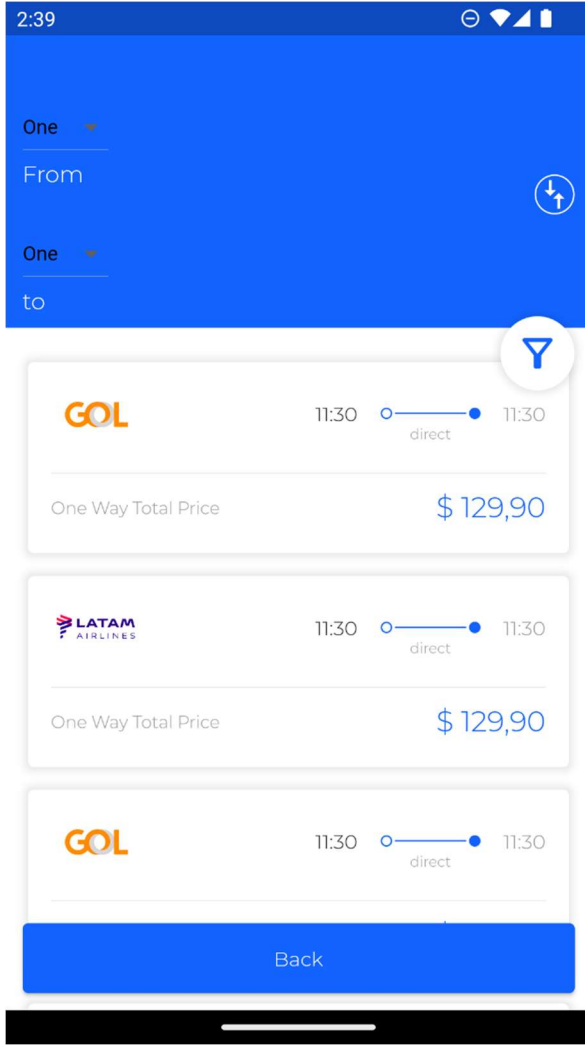 2:39
One
From
One
to
GOL 11:30 11:30
direct
One Way Total Price $ 129,90
LATAM
AIRLINES
11:30 11:30
direct
One Way Total Price $ 129,90
GOL 11:30 11:30
direct
Back